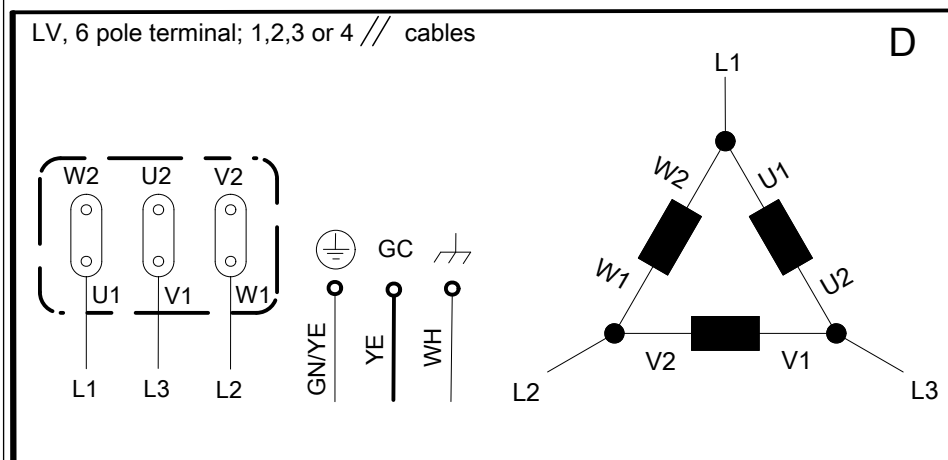 LV, 6 pole terminal; 1,2,3 or 4 // cables
D
W2 U2 V2
U1 V1 W1
L1 L3 L2
GC
GN/YE
YE
WH
L1
W2 U1
W1 U2
V2 V1
L2 L3